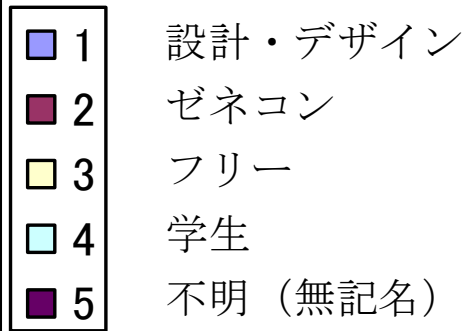 1 設計・デザイン
2 ゼネコン
3 フリー
4 学生
5 不明（無記名）